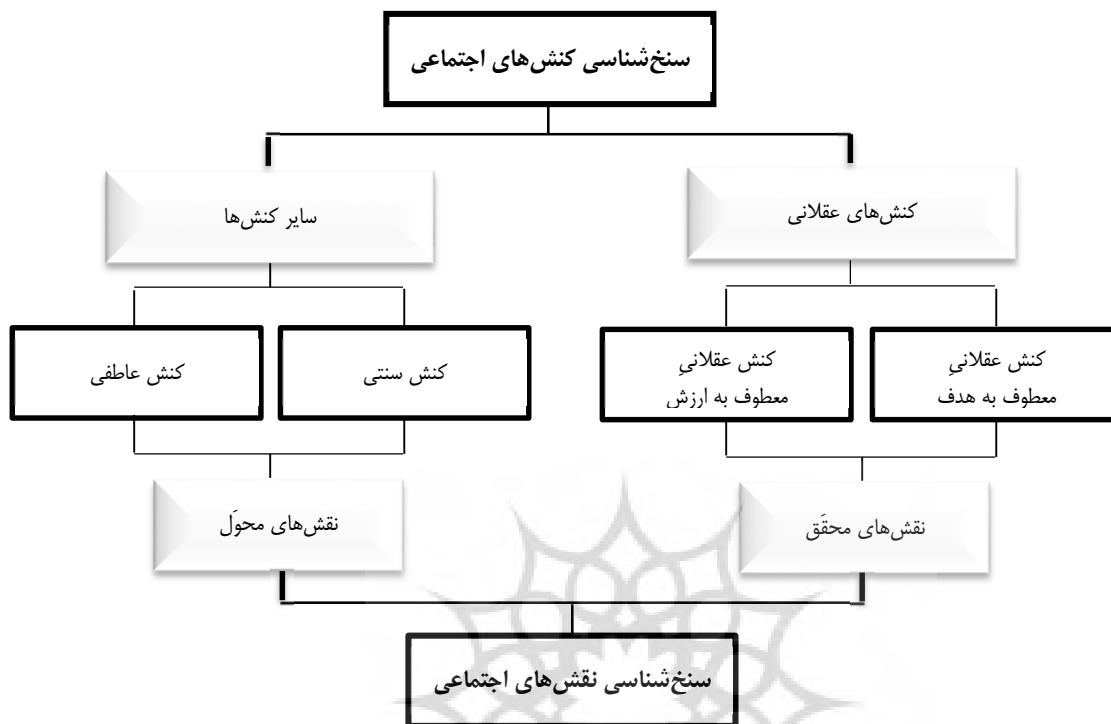 سنخ‌شناسی کنش‌های اجتماعی
کنش‌های عقلانی
سایر کنش‌ها
کنش عقلانیِ
معطوف به هدف
کنش عقلانیِ
معطوف به ارزش
کنش سنتی
کنش عاطفی
نقش‌های محقَق
نقش‌های محوَل
سنخ‌شناسی نقش‌های اجتماعی